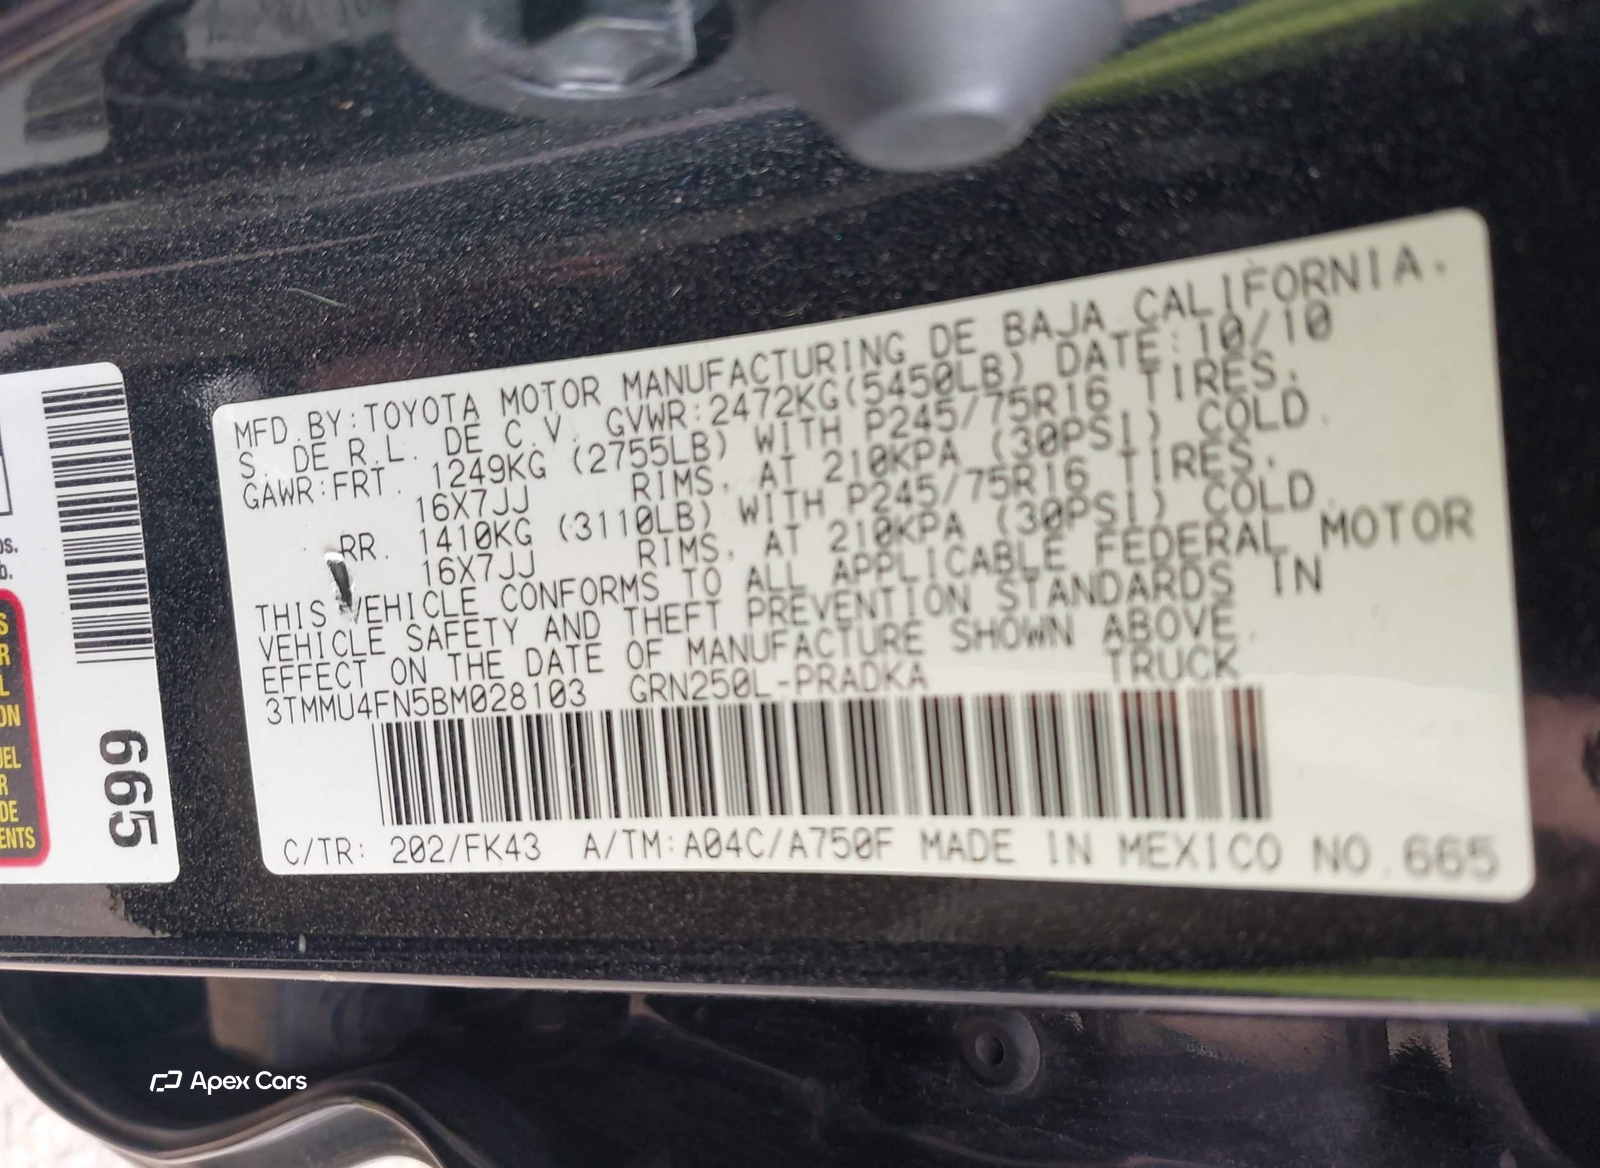 MFD.BY:TOYOTA MOTOR MANUFACTURING DE BAJA CALIFORNIA.
S. DE R.L. DE C.V. GVWR:2472KG(5450LB) DATE:10/10
GAWR:FRT. 1249KG (2755LB) WITH P245/75R16 TIRES.
16X7JJ RIMS, AT 210KPA (30PSI) COLD.
RR. 1410KG (3110LB) WITH P245/75R16 TIRES.
16X7JJ RIMS, AT 210KPA (30PSI) COLD.
THIS VEHICLE CONFORMS TO ALL APPLICABLE FEDERAL MOTOR
VEHICLE SAFETY AND THEFT PREVENTION STANDARDS IN
EFFECT ON THE DATE OF MANUFACTURE SHOWN ABOVE.
3TMMU4FN5BM028103 GRN250L-PRADKA TRUCK
C/TR: 202/FK43 A/TM:A04C/A750F MADE IN MEXICO NO.665
665
Apex Cars